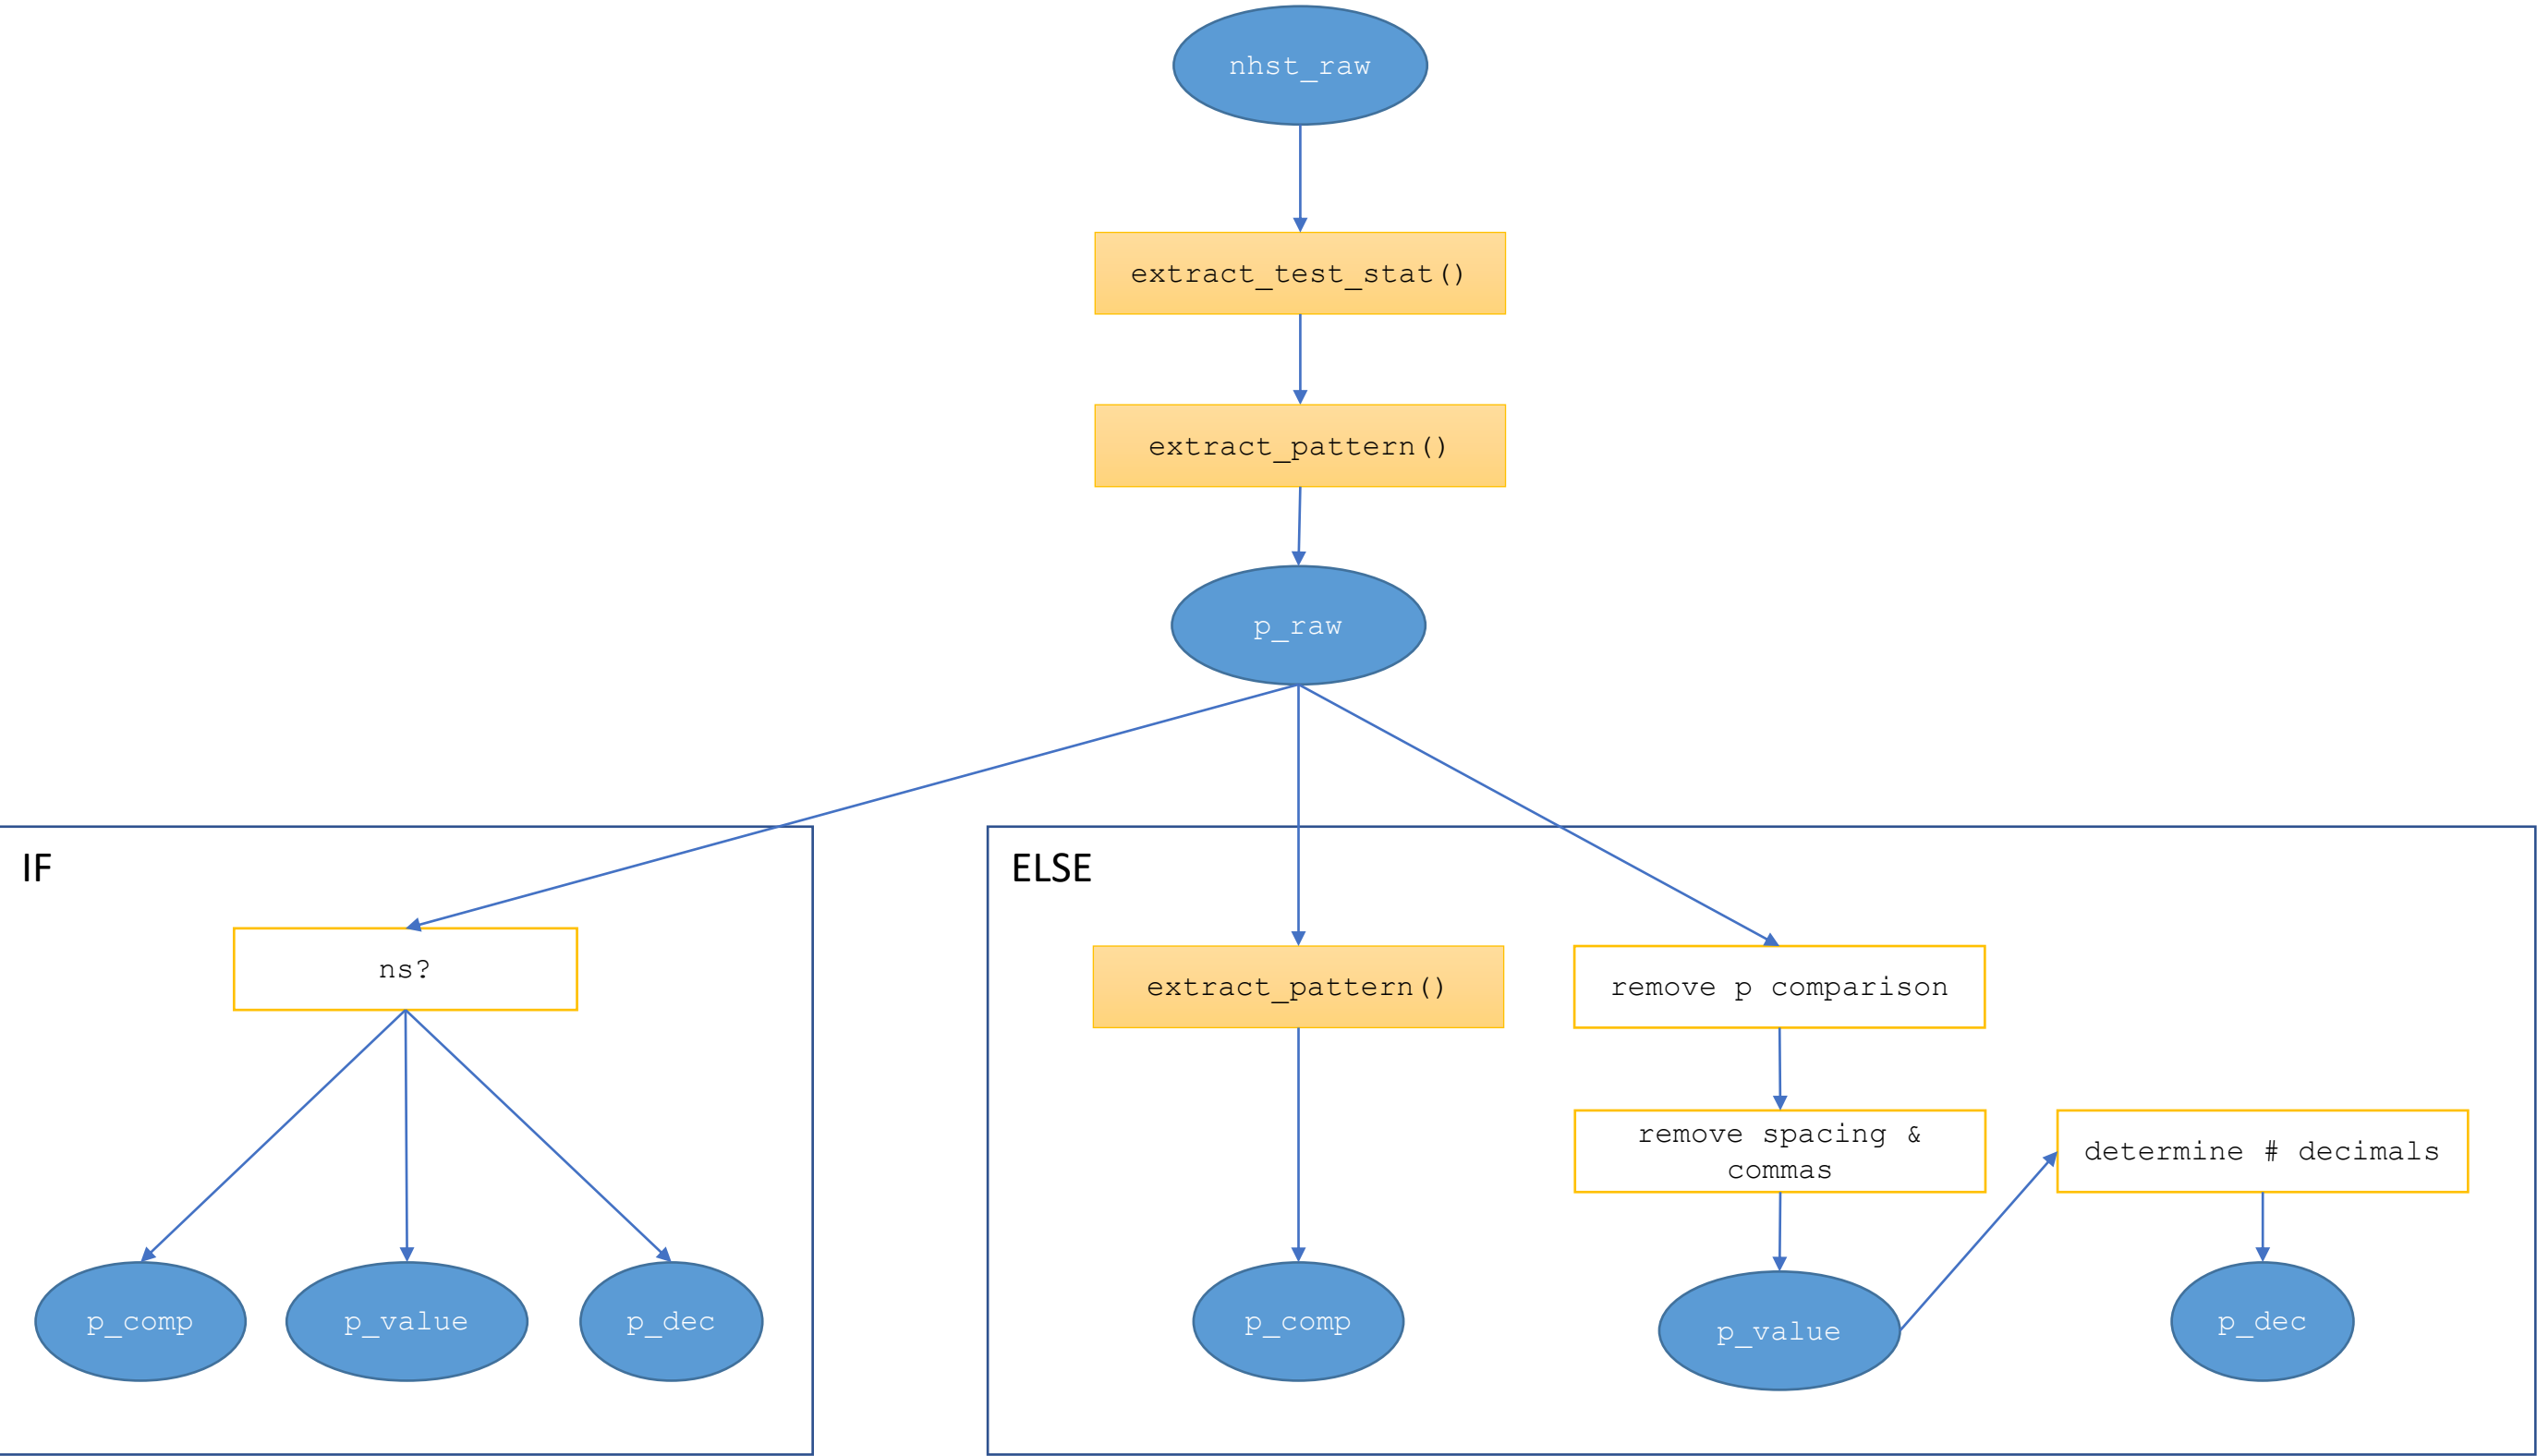 nhst_raw
extract_test_stat()
extract_pattern()
p_raw
IF
ns?
p_comp
p_value
p_dec
ELSE
extract_pattern()
remove p comparison
remove spacing &
commas
determine # decimals
p_comp
p_value
p_dec